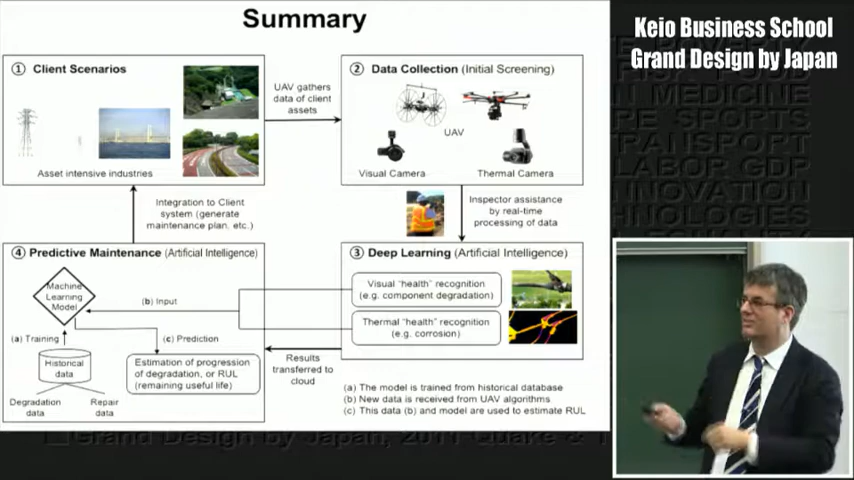 Summary
Keio Business School
Grand Design by Japan
① Client Scenarios
Asset intensive industries
UAV gathers
data of client
assets
② Data Collection (Initial Screening)
UAV
Visual Camera
Thermal Camera
Integration to Client
system (generate
maintenance plan, etc.)
Inspector assistance
by real-time
processing of data
④ Predictive Maintenance (Artificial Intelligence)
Machine
Learning
Model
(b) Input
(a) Training
(c) Prediction
Historical
data
Estimation of progression
of degradation, or RUL
(remaining useful life)
Degradation
data
Repair
data
③ Deep Learning (Artificial Intelligence)
Visual "health" recognition
(e.g. component degradation)
Thermal "health" recognition
(e.g. corrosion)
Results
transferred to
cloud
(a) The model is trained from historical database
(b) New data is received from UAV algorithms
(c) This data (b) and model are used to estimate RUL
MEDICINE
SPORTS
TRANSPORT
LABOR GDP
INNOVATION
Grand Design by Japan, 2011 Quake & T